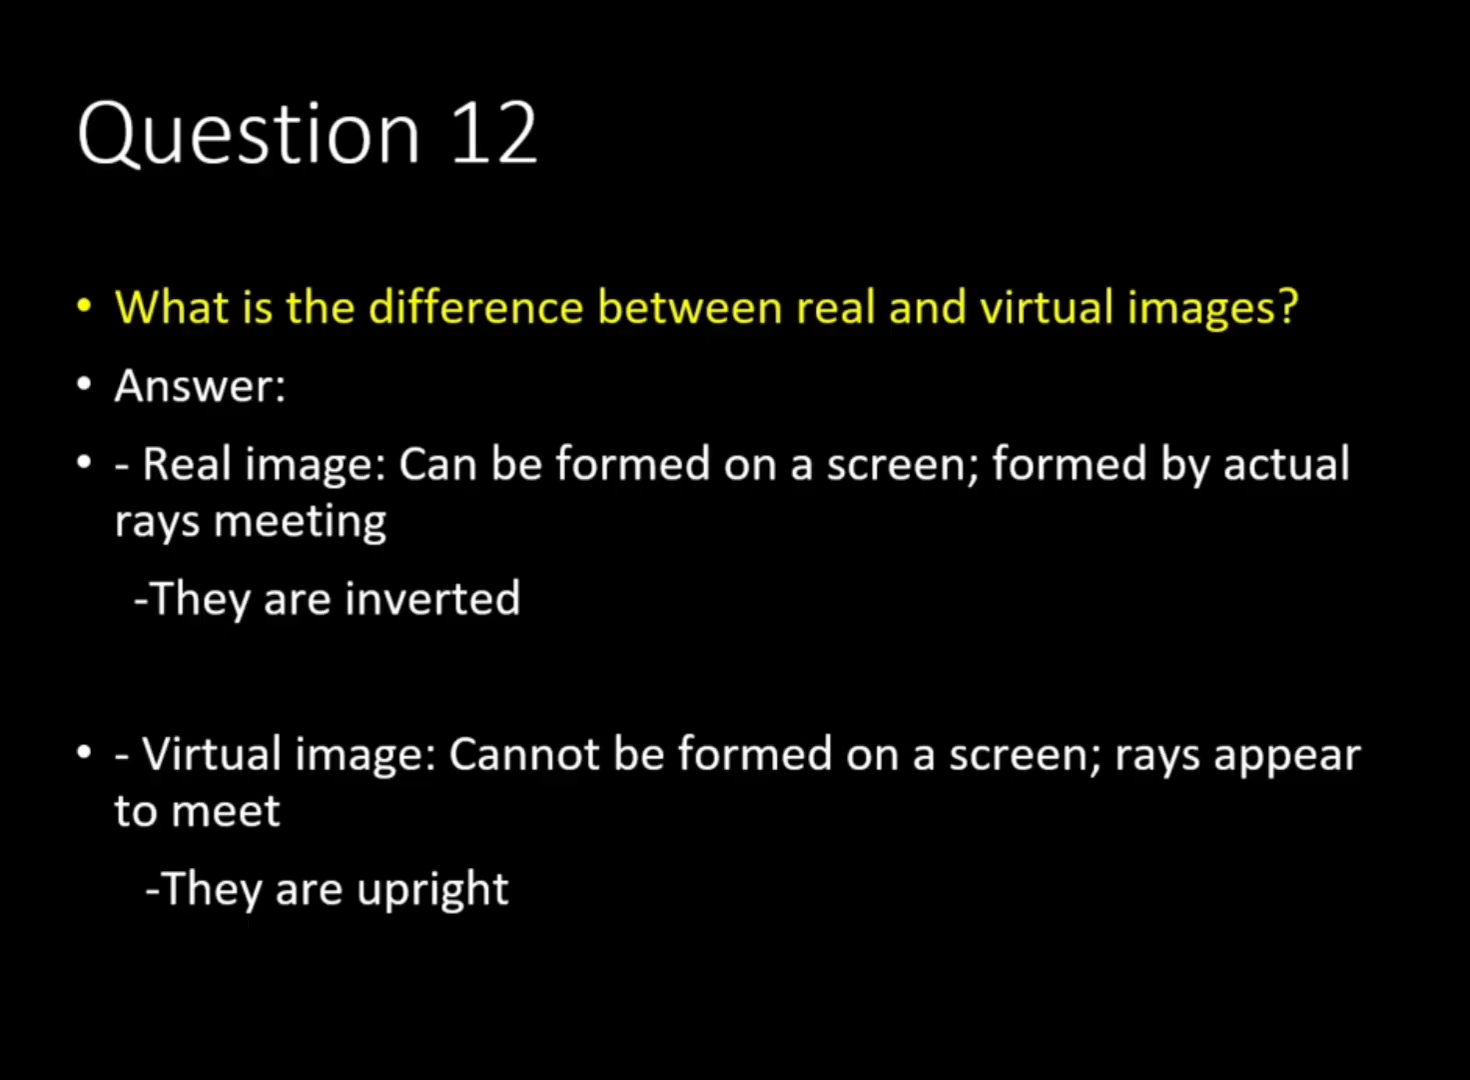 Question 12
• What is the difference between real and virtual images?
• Answer:
• - Real image: Can be formed on a screen; formed by actual
rays meeting
-They are inverted
• - Virtual image: Cannot be formed on a screen; rays appear
to meet
-They are upright